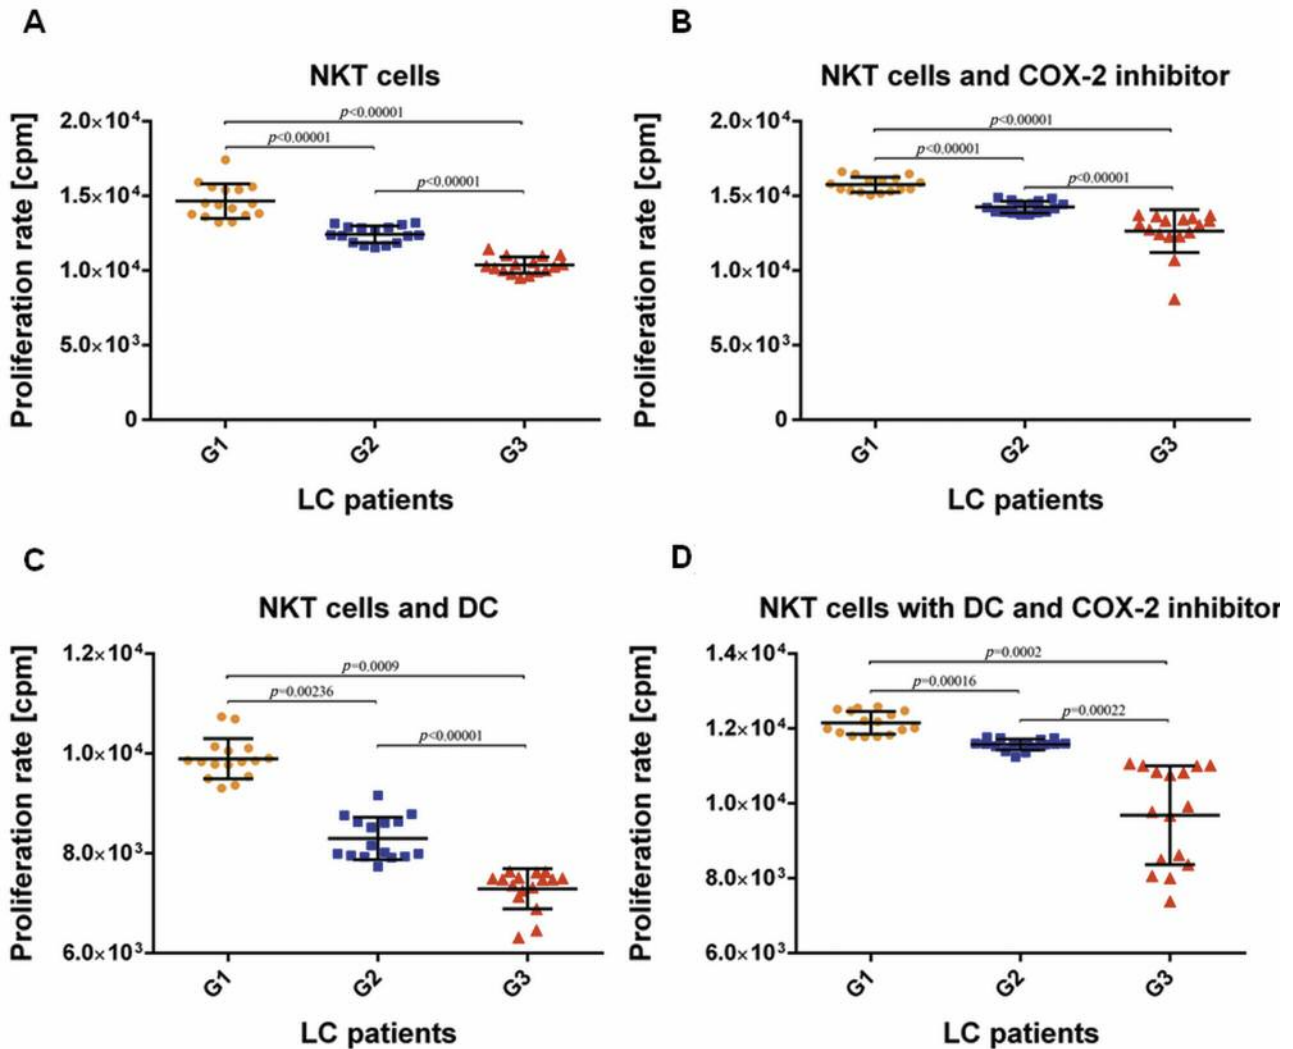 A
NKT cells
Proliferation rate [cpm]
2.0×10⁴
1.5×10⁴
1.0×10⁴
5.0×10³
0
p<0.00001
p<0.00001
p<0.00001
G1 G2 G3
LC patients
B
NKT cells and COX-2 inhibitor
Proliferation rate [cpm]
2.0×10⁴
1.5×10⁴
1.0×10⁴
5.0×10³
0
p<0.00001
p<0.00001
p<0.00001
G1 G2 G3
LC patients
C
NKT cells and DC
Proliferation rate [cpm]
1.2×10⁴
1.0×10⁴
8.0×10³
6.0×10³
p=0.0009
p=0.00236
p<0.00001
G1 G2 G3
LC patients
D
NKT cells with DC and COX-2 inhibitor
Proliferation rate [cpm]
1.4×10⁴
1.2×10⁴
1.0×10⁴
8.0×10³
6.0×10³
p=0.0002
p=0.00016
p=0.00022
G1 G2 G3
LC patients